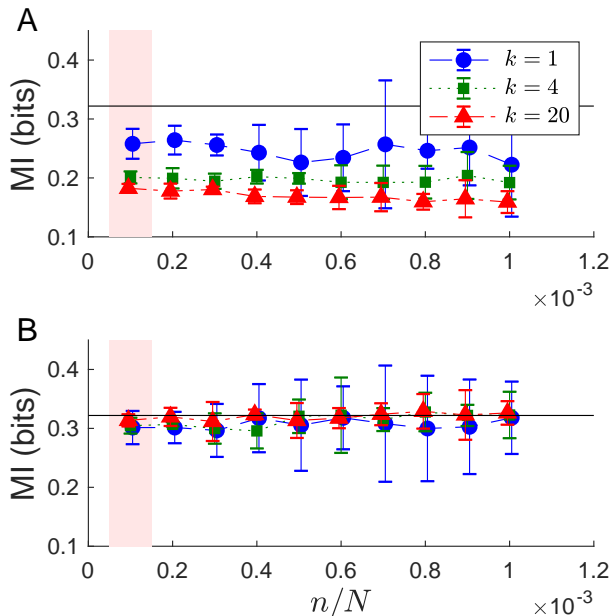 A
MI (bits)
0.4
0.3
0.2
0.1
k = 1
k = 4
k = 20
0 0.2 0.4 0.6 0.8 1 1.2
×10⁻³
B
MI (bits)
0.4
0.3
0.2
0.1
0 0.2 0.4 0.6 0.8 1 1.2
n/N
×10⁻³